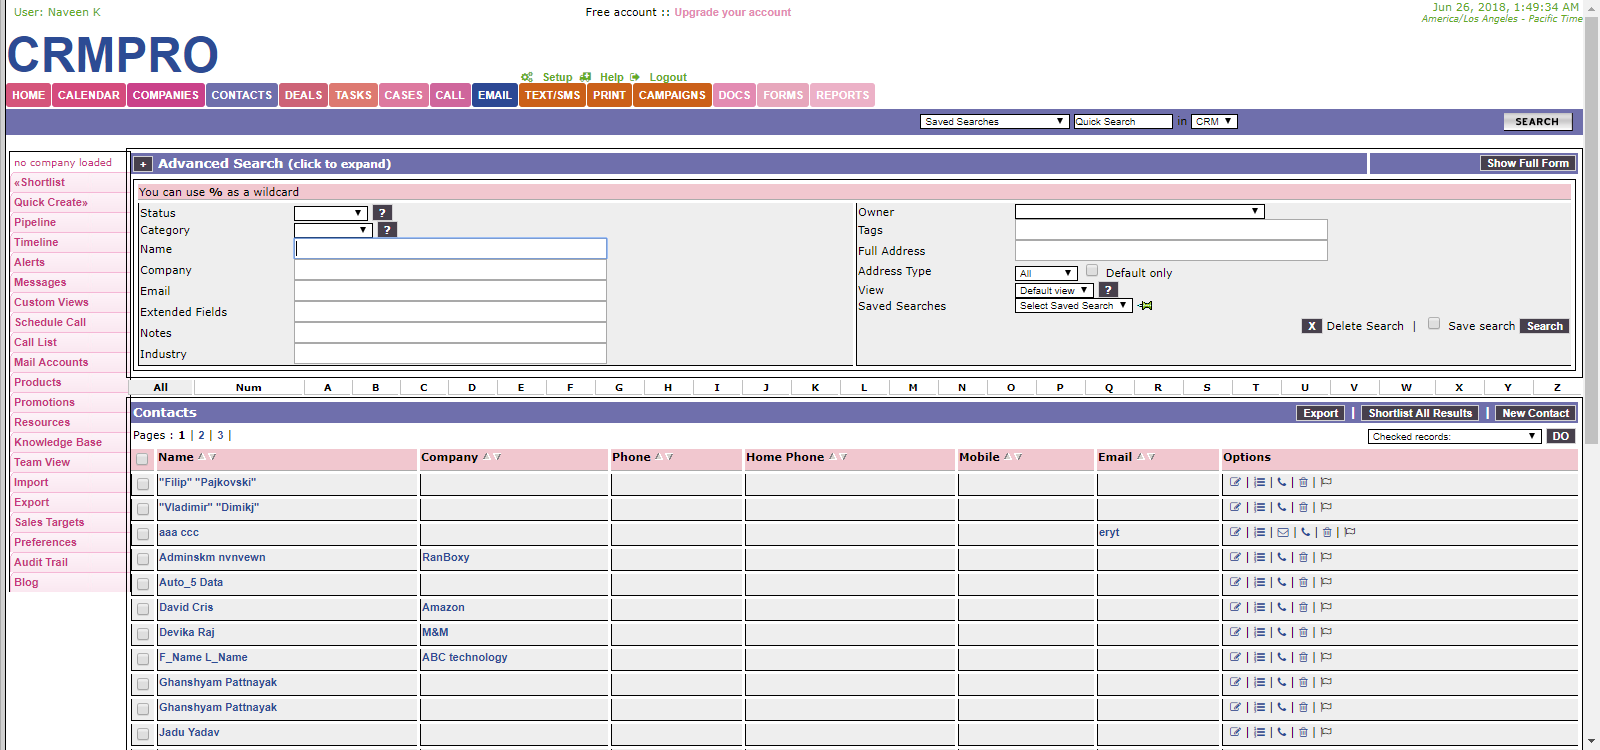 User: Naveen K
Free account :: Upgrade your account
Jun 26, 2018, 1:49:34 AM
America/Los Angeles - Pacific Time
CRMPRO
Setup Help Logout
HOME CALENDAR COMPANIES CONTACTS DEALS TASKS CASES CALL EMAIL TEXT/SMS PRINT CAMPAIGNS DOCS FORMS REPORTS
Saved Searches Quick Search in CRM SEARCH
no company loaded
«Shortlist
Quick Create»
Pipeline
Timeline
Alerts
Messages
Custom Views
Schedule Call
Call List
Mail Accounts
Products
Promotions
Resources
Knowledge Base
Team View
Import
Export
Sales Targets
Preferences
Audit Trail
Blog
+ Advanced Search (click to expand) Show Full Form
You can use % as a wildcard
Status ?
Category ?
Name
Company
Email
Extended Fields
Notes
Industry
Owner
Tags
Full Address
Address Type All Default only
View Default view ?
Saved Searches Select Saved Search
X Delete Search | Save search Search
All Num A B C D E F G H I J K L M N O P Q R S T U V W X Y Z
Contacts Export | Shortlist All Results | New Contact
Pages : 1 | 2 | 3 |
Checked records: DO
Name Company Phone Home Phone Mobile Email Options
"Filip" "Pajkovski" | | | |
"Vladimir" "Dimikj" | | | |
aaa ccc eryt | | | | |
Adminskm nvnvewn RanBoxy | | | |
Auto_5 Data | | | |
David Cris Amazon | | | |
Devika Raj M&M | | | |
F_Name L_Name ABC technology | | | |
Ghanshyam Pattnayak | | | |
Ghanshyam Pattnayak | | | |
Jadu Yadav | | | |